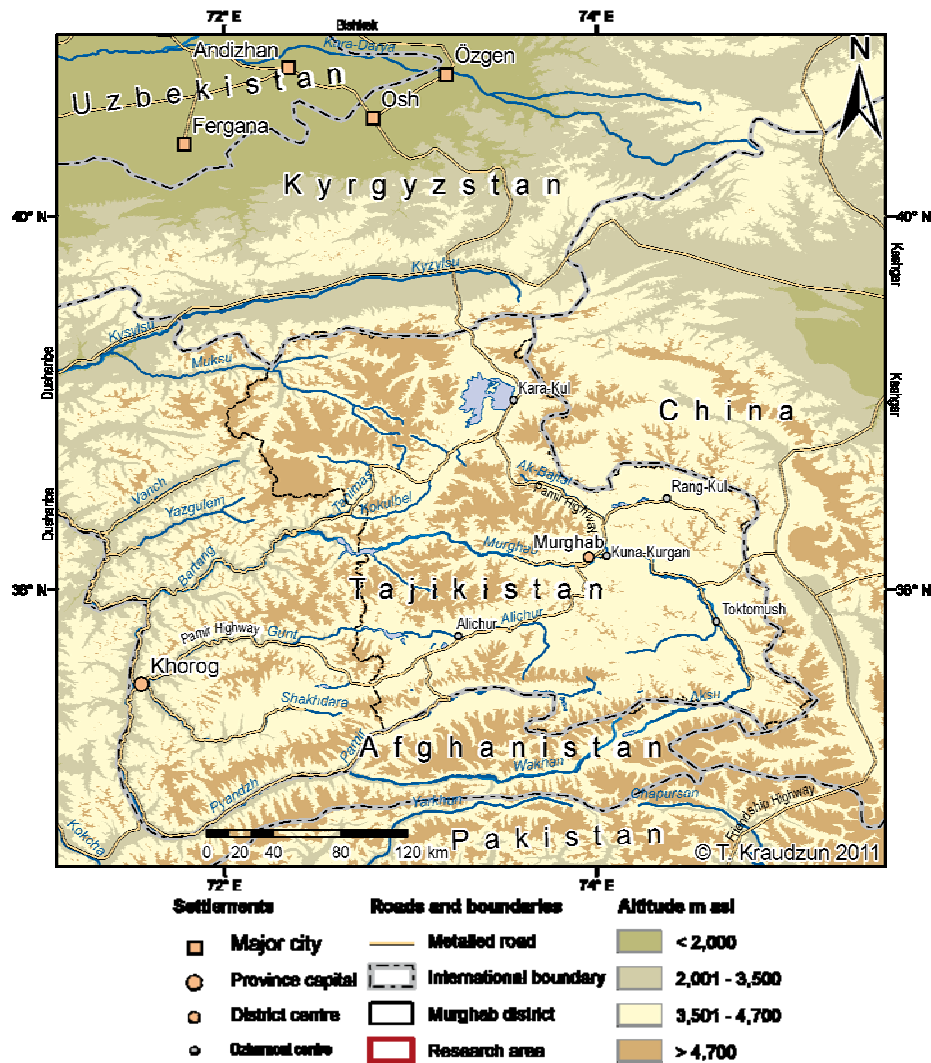 72° E
74° E
Bishkek
Andizhan
Kara-Darya
Özgen
N
Uzbekistan
Osh
Fergana
Kyrgyzstan
40° N
40° N
Kashgar
Kyzylsu
Kysylsu
Muksu
Dushanbe
Kara-Kul
Kashgar
China
Vanch
Ak-Baital
Rang-Kul
Dushanbe
Yazgulem
Tanimas
Kokuibel
Pamir Highway
Murghab
Murghab
Kuna-Kurgan
Bartang
38° N
38° N
Tajikistan
Toktomush
Pamir Highway
Gunt
Alichur
Alichur
Khorog
Shakhdara
Aksu
Pamir
Afghanistan
Wakhan
Pyandzh
Yarkhun
Chapursan
Friendship Highway
Kokcha
Pakistan
0 20 40 80 120 km
© T. Kraudzun 2011
72° E
74° E
Settlements
Roads and boundaries
Altitude m asl
Major city
Metalled road
< 2,000
Province capital
International boundary
2,001 - 3,500
District centre
Murghab district
3,501 - 4,700
centre
Research area
> 4,700